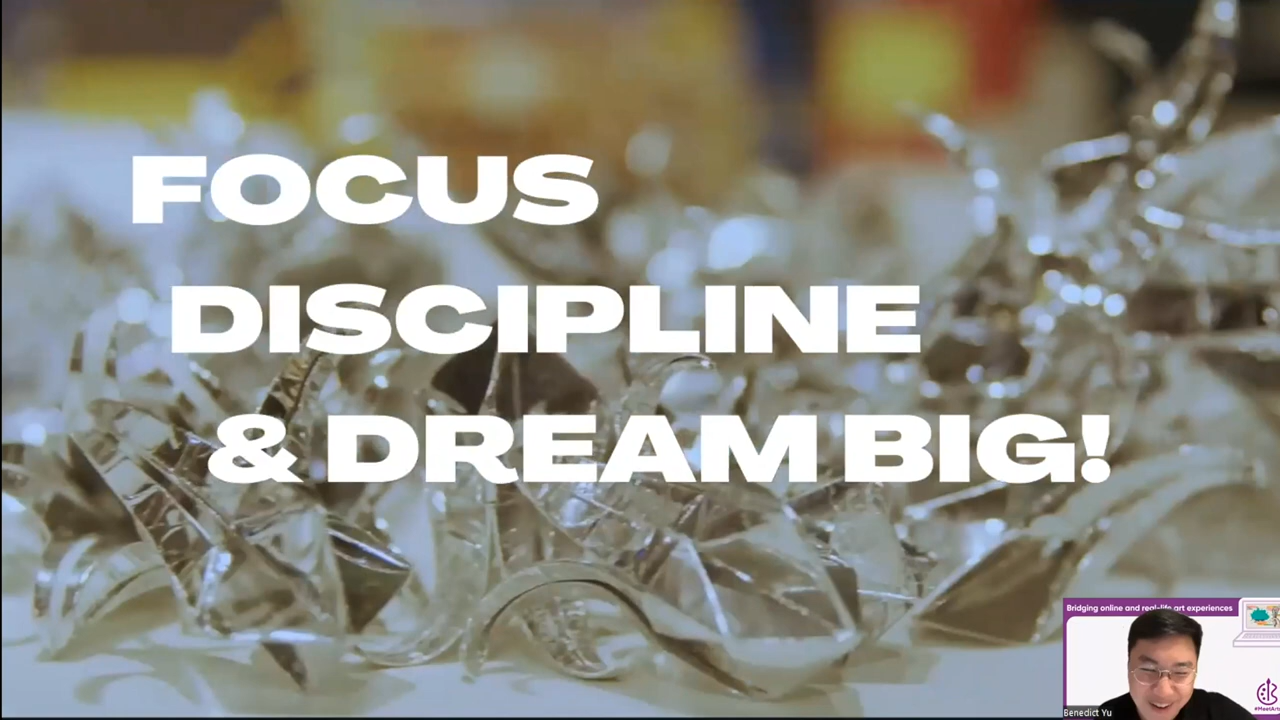 FOCUS
DISCIPLINE
& DREAM BIG!
Bridging online and real-life art experiences
Benedict Yu